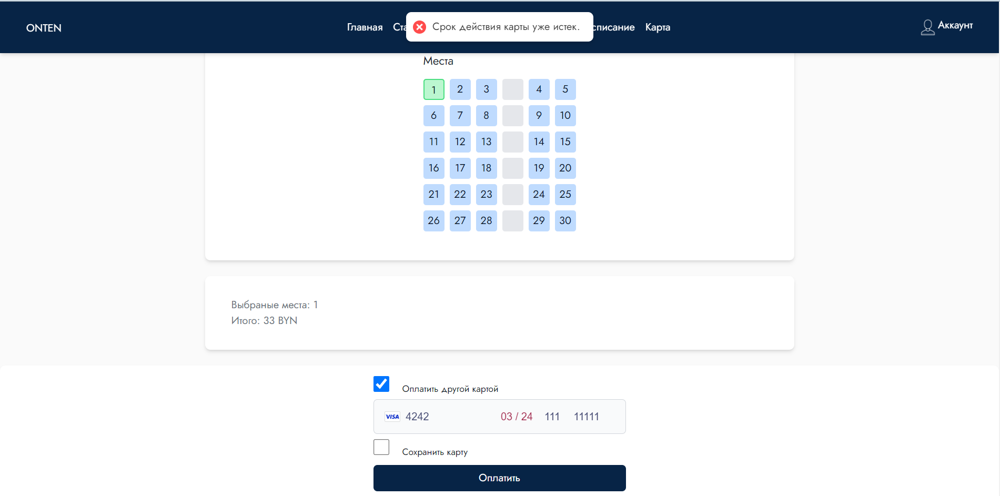 ONTEN
Главная Ста
Срок действия карты уже истек.
списание Карта
Аккаунт
Места
1 2 3 4 5
6 7 8 9 10
11 12 13 14 15
16 17 18 19 20
21 22 23 24 25
26 27 28 29 30
Выбраные места: 1
Итого: 33 BYN
Оплатить другой картой
VISA 4242 03 / 24 111 11111
Сохранить карту
Оплатить